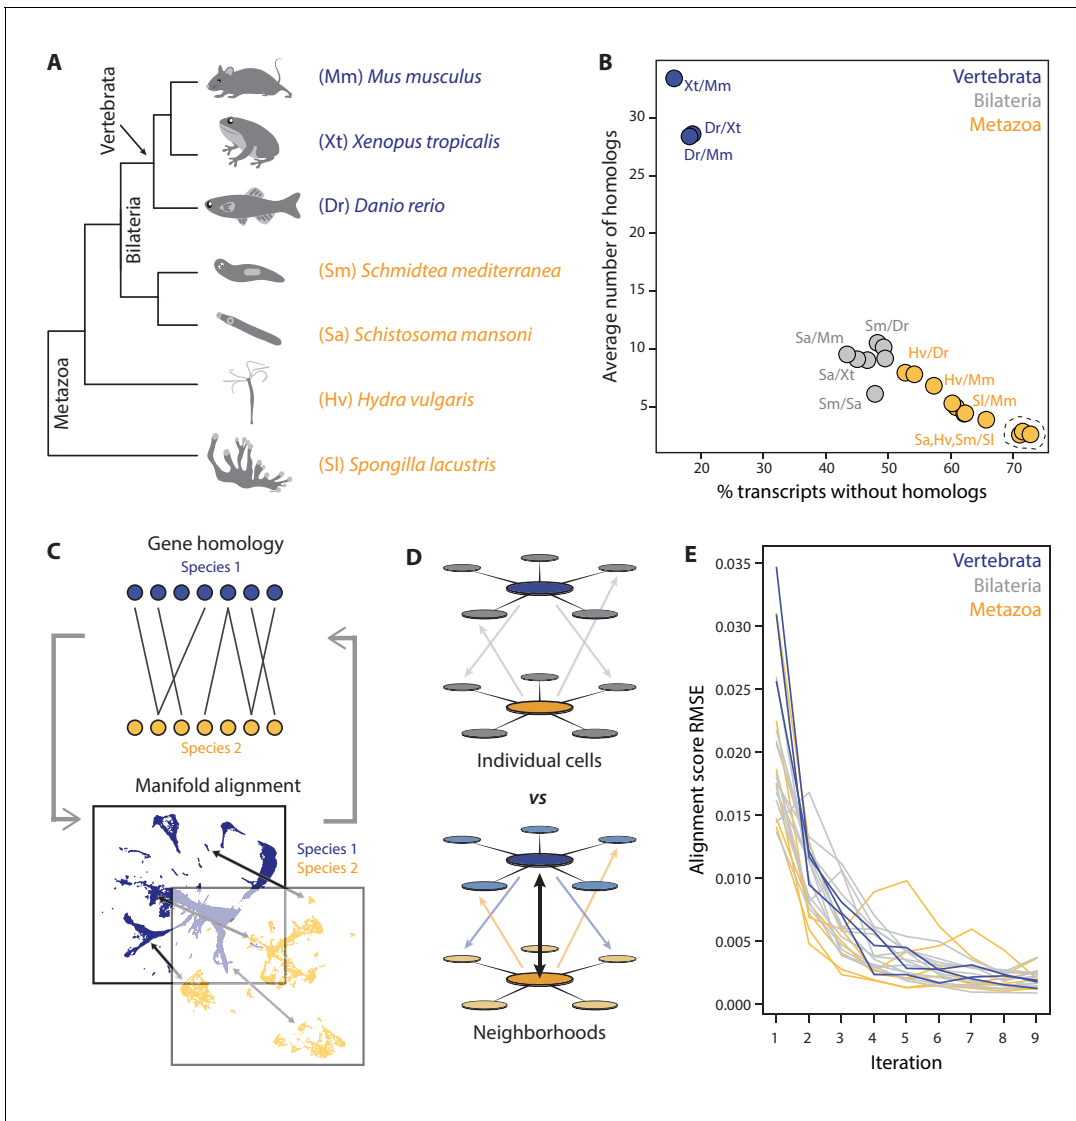 A
Vertebrata
Bilateria
Metazoa
(Mm) Mus musculus
(Xt) Xenopus tropicalis
(Dr) Danio rerio
(Sm) Schmidtea mediterranea
(Sa) Schistosoma mansoni
(Hv) Hydra vulgaris
(Sl) Spongilla lacustris
B
Vertebrata
Bilateria
Metazoa
Average number of homologs
30
25
20
15
10
5
Xt/Mm
Dr/Xt
Dr/Mm
Sm/Dr
Sa/Mm
Hv/Dr
Sa/Xt
Hv/Mm
Sm/Sa
Sl/Mm
Sa,Hv,Sm/Sl
20 30 40 50 60 70
% transcripts without homologs
C
Gene homology
Species 1
Species 2
Manifold alignment
Species 1
Species 2
D
Individual cells
vs
Neighborhoods
E
Vertebrata
Bilateria
Metazoa
Alignment score RMSE
0.035
0.030
0.025
0.020
0.015
0.010
0.005
0.000
1 2 3 4 5 6 7 8 9
Iteration